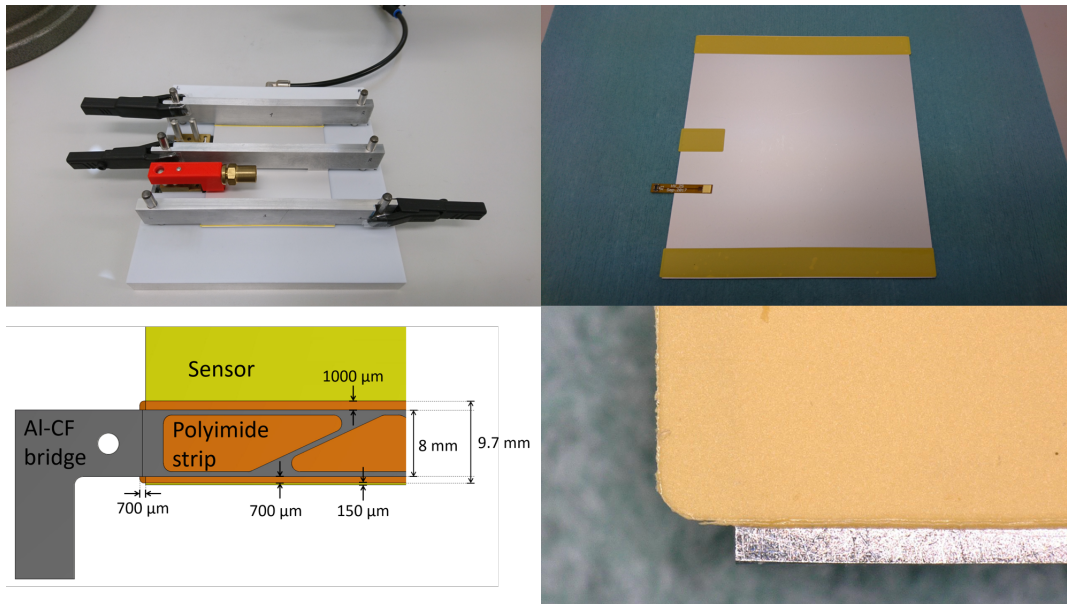 Sensor
1000 µm
Al-CF
bridge
Polyimide
strip
8 mm
9.7 mm
700 µm
700 µm
150 µm